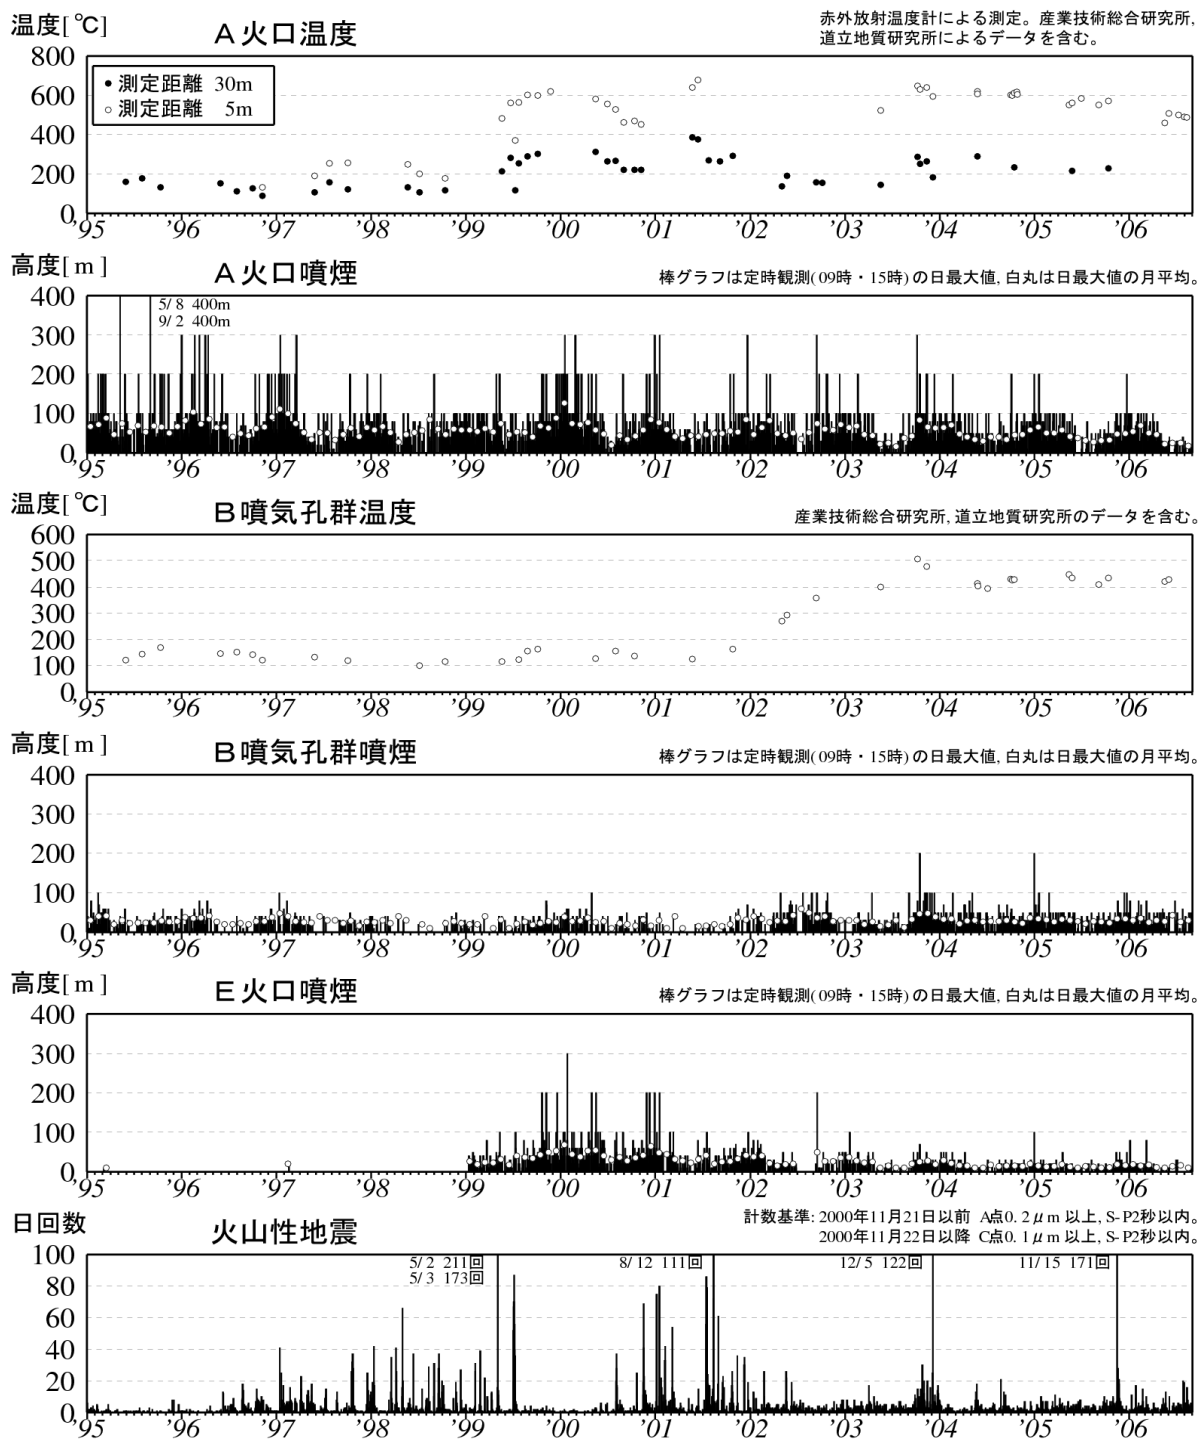 温度[℃]
A火口温度
赤外放射温度計による測定。産業技術総合研究所,
道立地質研究所によるデータを含む。
800
600
400
200
0
● 測定距離 30m
○ 測定距離 5m
'95 '96 '97 '98 '99 '00 '01 '02 '03 '04 '05 '06
高度[m]
A火口噴煙
棒グラフは定時観測(09時・15時)の日最大値, 白丸は日最大値の月平均。
400
300
200
100
0
5/8 400m
9/2 400m
'95 '96 '97 '98 '99 '00 '01 '02 '03 '04 '05 '06
温度[℃]
B噴気孔群温度
産業技術総合研究所, 道立地質研究所のデータを含む。
600
500
400
300
200
100
0
'95 '96 '97 '98 '99 '00 '01 '02 '03 '04 '05 '06
高度[m]
B噴気孔群噴煙
棒グラフは定時観測(09時・15時)の日最大値, 白丸は日最大値の月平均。
400
300
200
100
0
'95 '96 '97 '98 '99 '00 '01 '02 '03 '04 '05 '06
高度[m]
E火口噴煙
棒グラフは定時観測(09時・15時)の日最大値, 白丸は日最大値の月平均。
400
300
200
100
0
'95 '96 '97 '98 '99 '00 '01 '02 '03 '04 '05 '06
日回数
火山性地震
計数基準: 2000年11月21日以前 A点0.2μm以上, S-P2秒以内。
2000年11月22日以降 C点0.1μm以上, S-P2秒以内。
100
80
60
40
20
0
5/2 211回
5/3 173回
8/12 111回
12/5 122回
11/15 171回
'95 '96 '97 '98 '99 '00 '01 '02 '03 '04 '05 '06